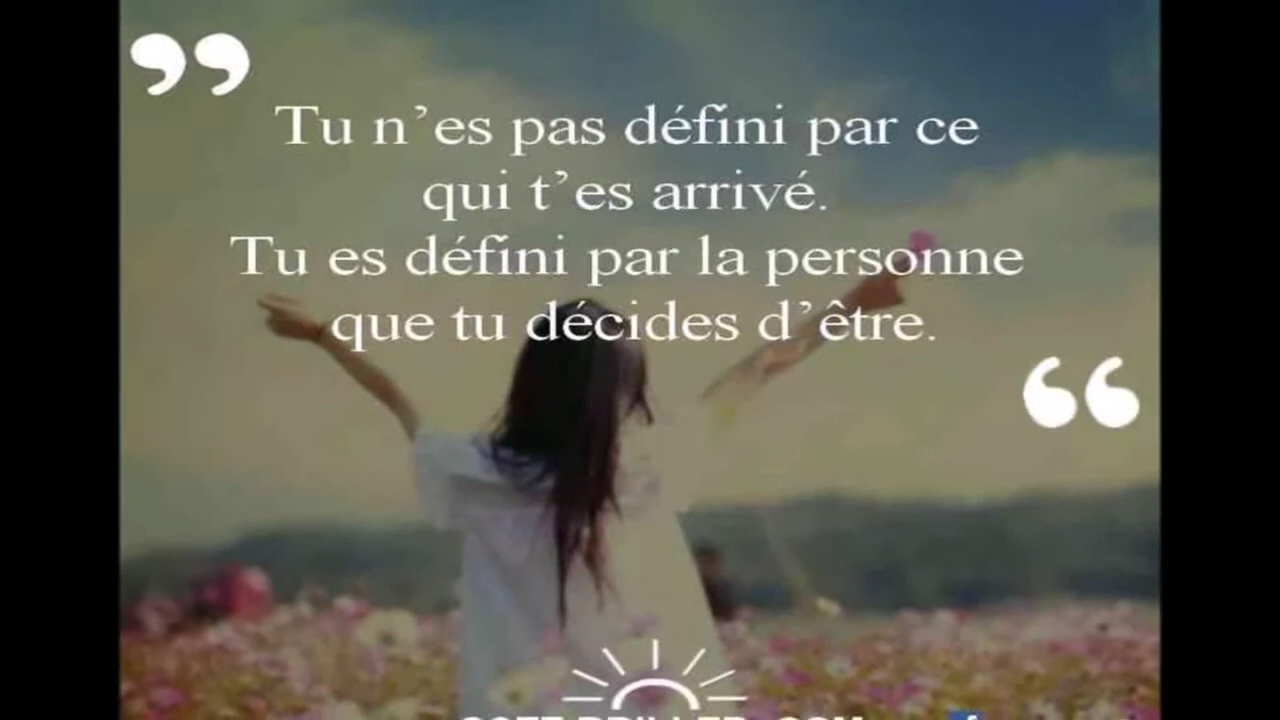 Tu n’es pas défini par ce
qui t’es arrivé.
Tu es défini par la personne
que tu décides d’être.